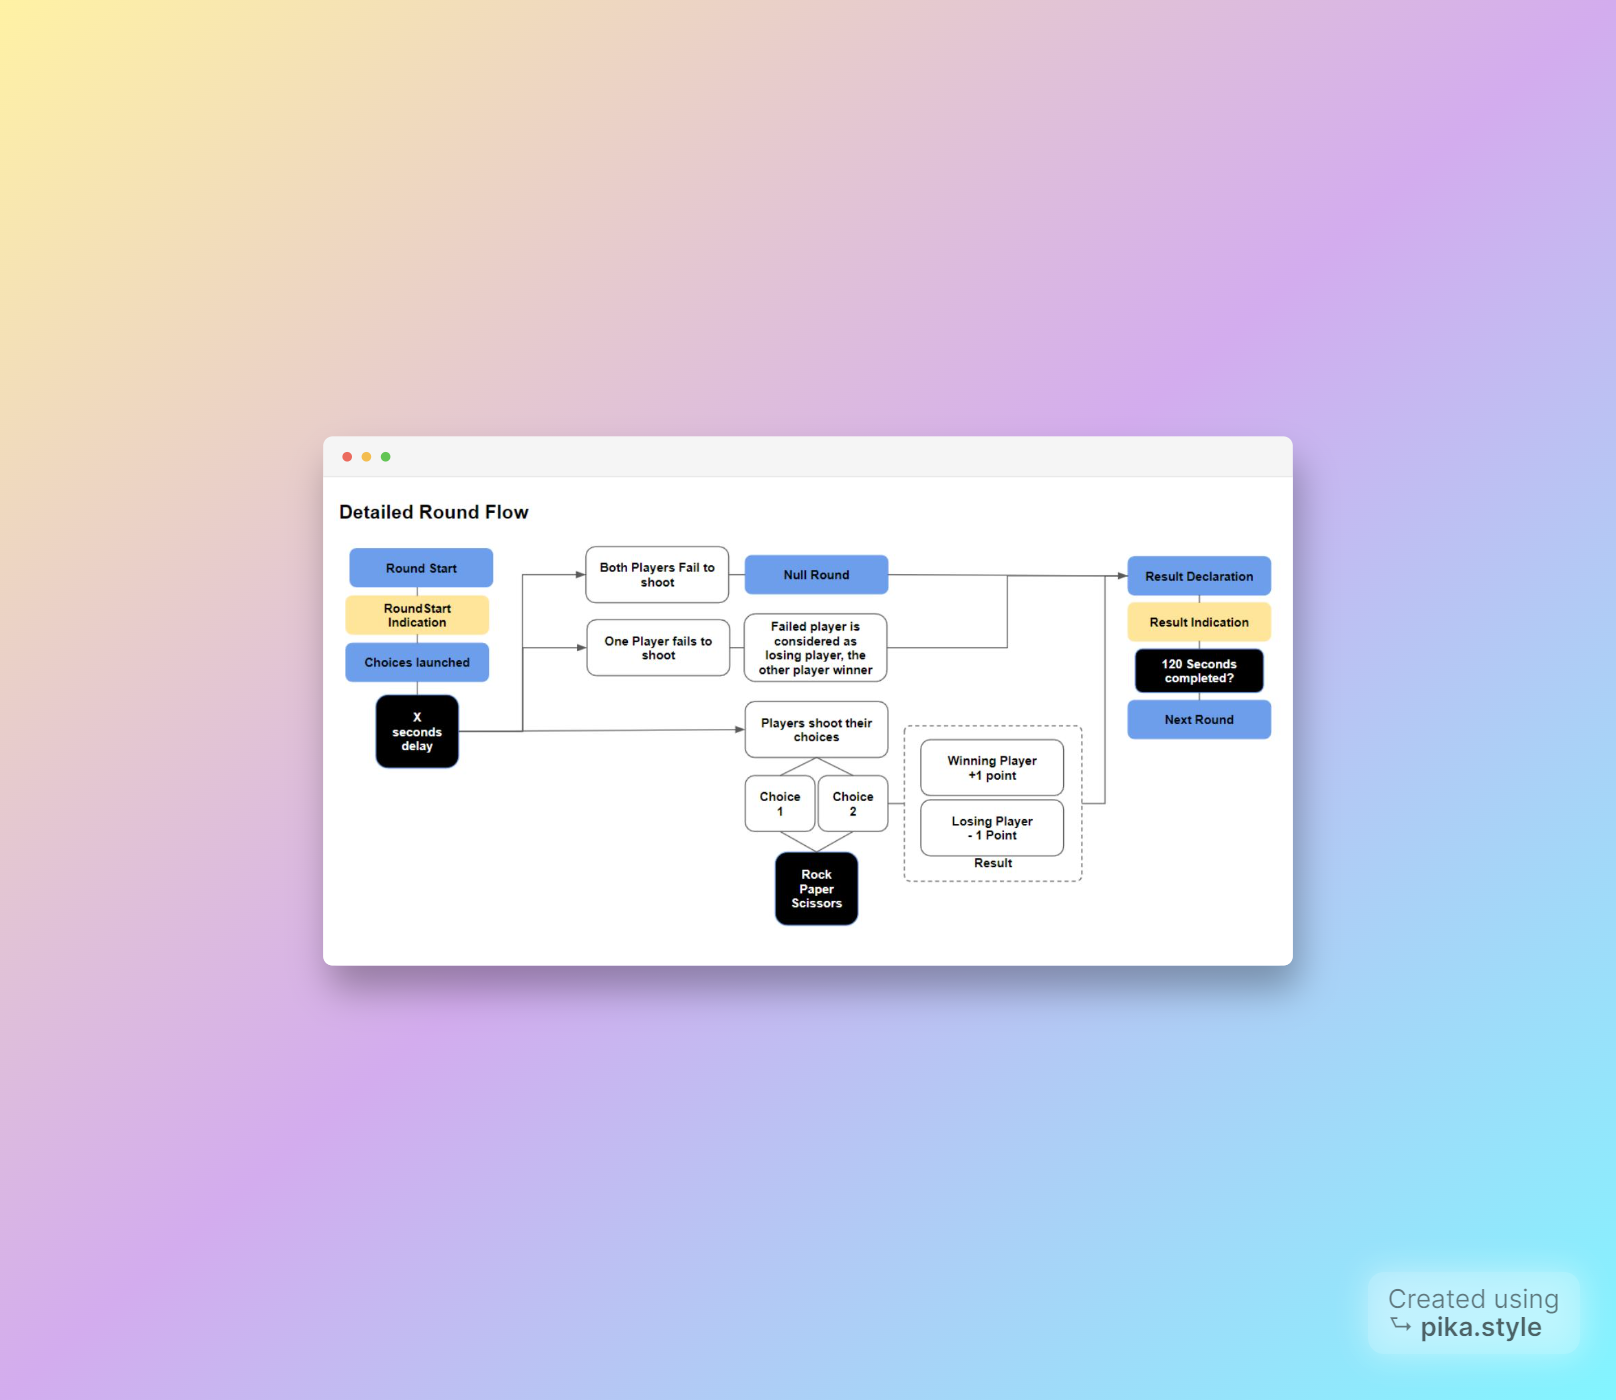 Detailed Round Flow
Round Start
RoundStart
Indication
Choices launched
X
seconds
delay
Both Players Fail to
shoot
Null Round
One Player fails to
shoot
Failed player is
considered as
losing player, the
other player winner
Players shoot their
choices
Choice
1
Choice
2
Rock
Paper
Scissors
Winning Player
+1 point
Losing Player
- 1 Point
Result
Result Declaration
Result Indication
120 Seconds
completed?
Next Round
Created using
pika.style